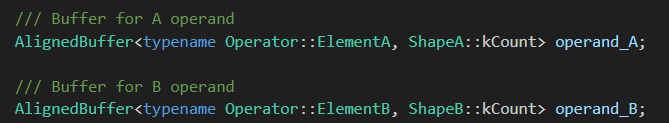 /// Buffer for A operand
AlignedBuffer<typename Operator::ElementA, ShapeA::kCount> operand_A;
/// Buffer for B operand
AlignedBuffer<typename Operator::ElementB, ShapeB::kCount> operand_B;